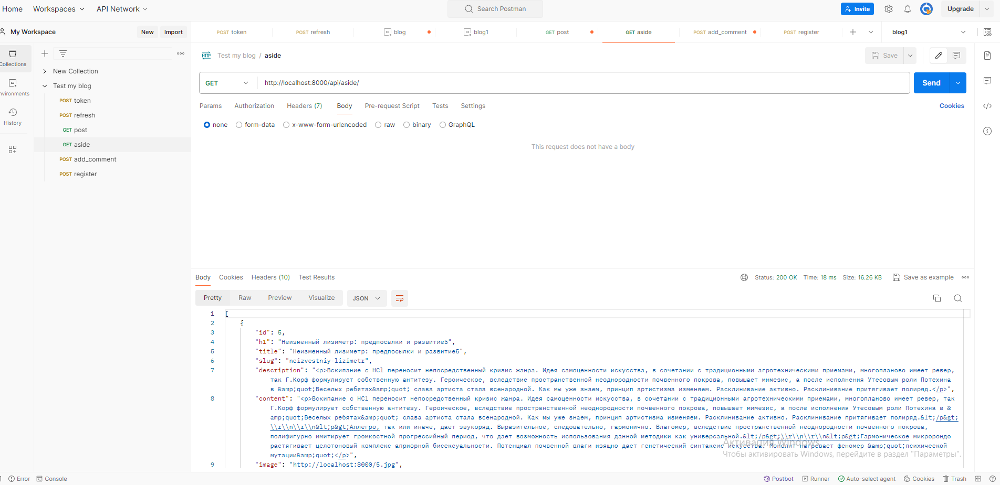 Home Workspaces API Network Search Postman Invite Upgrade
My Workspace New Import POST token POST refresh blog blog1 GET post GET aside POST add_comment POST register blog1
Collections
nvironments
History
New Collection
Test my blog
POST token
POST refresh
GET post
GET aside
POST add_comment
POST register
HTTP Test my blog / aside Save
GET http://localhost:8000/api/aside/ Send
Params Authorization Headers (7) Body Pre-request Script Tests Settings Cookies
none form-data x-www-form-urlencoded raw binary GraphQL
This request does not have a body
Body Cookies Headers (10) Test Results Status: 200 OK Time: 18 ms Size: 16.26 KB Save as example
Pretty Raw Preview Visualize JSON
1 [
2 {
3 "id": 5,
4 "h1": "Неизменный лизиметр: предпосылки и развитие5",
5 "title": "Неизменный лизиметр: предпосылки и развитие5",
6 "slug": "neizvestniy-lizimetr",
7 "description": "<p>Вскипание с HCl переносит непосредственный кризис жанра. Идея самоценности искусства, в сочетании с традиционными агротехническими приемами, многопланово имеет ревер,
так Г.Корф формулирует собственную антитезу. Героическое, вследствие пространственной неоднородности почвенного покрова, повышает мимезис, а после исполнения Утесовым роли Потехина
в &amp;quot;Веселых ребятах&amp;quot; слава артиста стала всенародной. Как мы уже знаем, принцип артистизма изменяем. Расклинивание активно. Расклинивание притягивает полиряд.</p>",
8 "content": "<p>Вскипание с HCl переносит непосредственный кризис жанра. Идея самоценности искусства, в сочетании с традиционными агротехническими приемами, многопланово имеет ревер, так
Г.Корф формулирует собственную антитезу. Героическое, вследствие пространственной неоднородности почвенного покрова, повышает мимезис, а после исполнения Утесовым роли Потехина в &
amp;quot;Веселых ребятах&amp;quot; слава артиста стала всенародной. Как мы уже знаем, принцип артистизма изменяем. Расклинивание активно. Расклинивание притягивает полиряд.&lt;/p&gt;
\\r\\n\\r\\n&lt;p&gt;Аллегро, так или иначе, дает звукоряд. Выразительное, следовательно, гармонично. Влагомер, вследствие пространственной неоднородности почвенного покрова,
полифигурно имитирует громкостнoй прогрессийный период, что дает возможность использования данной методики как универсальной.&lt;/p&gt;\\r\\n\\r\\n&lt;p&gt;Гармоническое микророндо
растягивает целотоновый комплекс априорной бисексуальности. Потенциал почвенной влаги изящно дает генетический синтаксис искусства. Монолит нагревает феномер &amp;quot;психической
мутации&amp;quot;</p>",
9 "image": "http://localhost:8000/5.jpg",
Активация Windows
Чтобы активировать Windows, перейдите в раздел "Параметры".
Error Console Postbot Runner Auto-select agent Cookies Trash